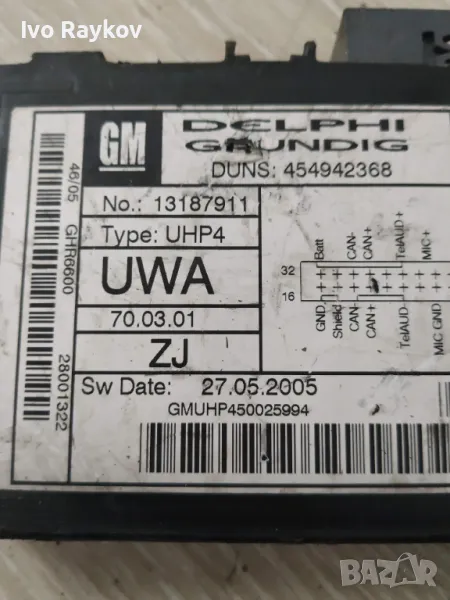 Ivo Raykov
GM
DELPHI
GRUNDIG
DUNS: 454942368
46/05 GHR6600 28001322
No.: 13187911
Type: UHP4
UWA
70.03.01
ZJ
Sw Date: 27.05.2005
GMUHP450025994
Batt CAN- CAN+ TelAUD+ MIC+
32
16
GND Shield CAN- CAN+ TelAUD- MIC GND
bazar